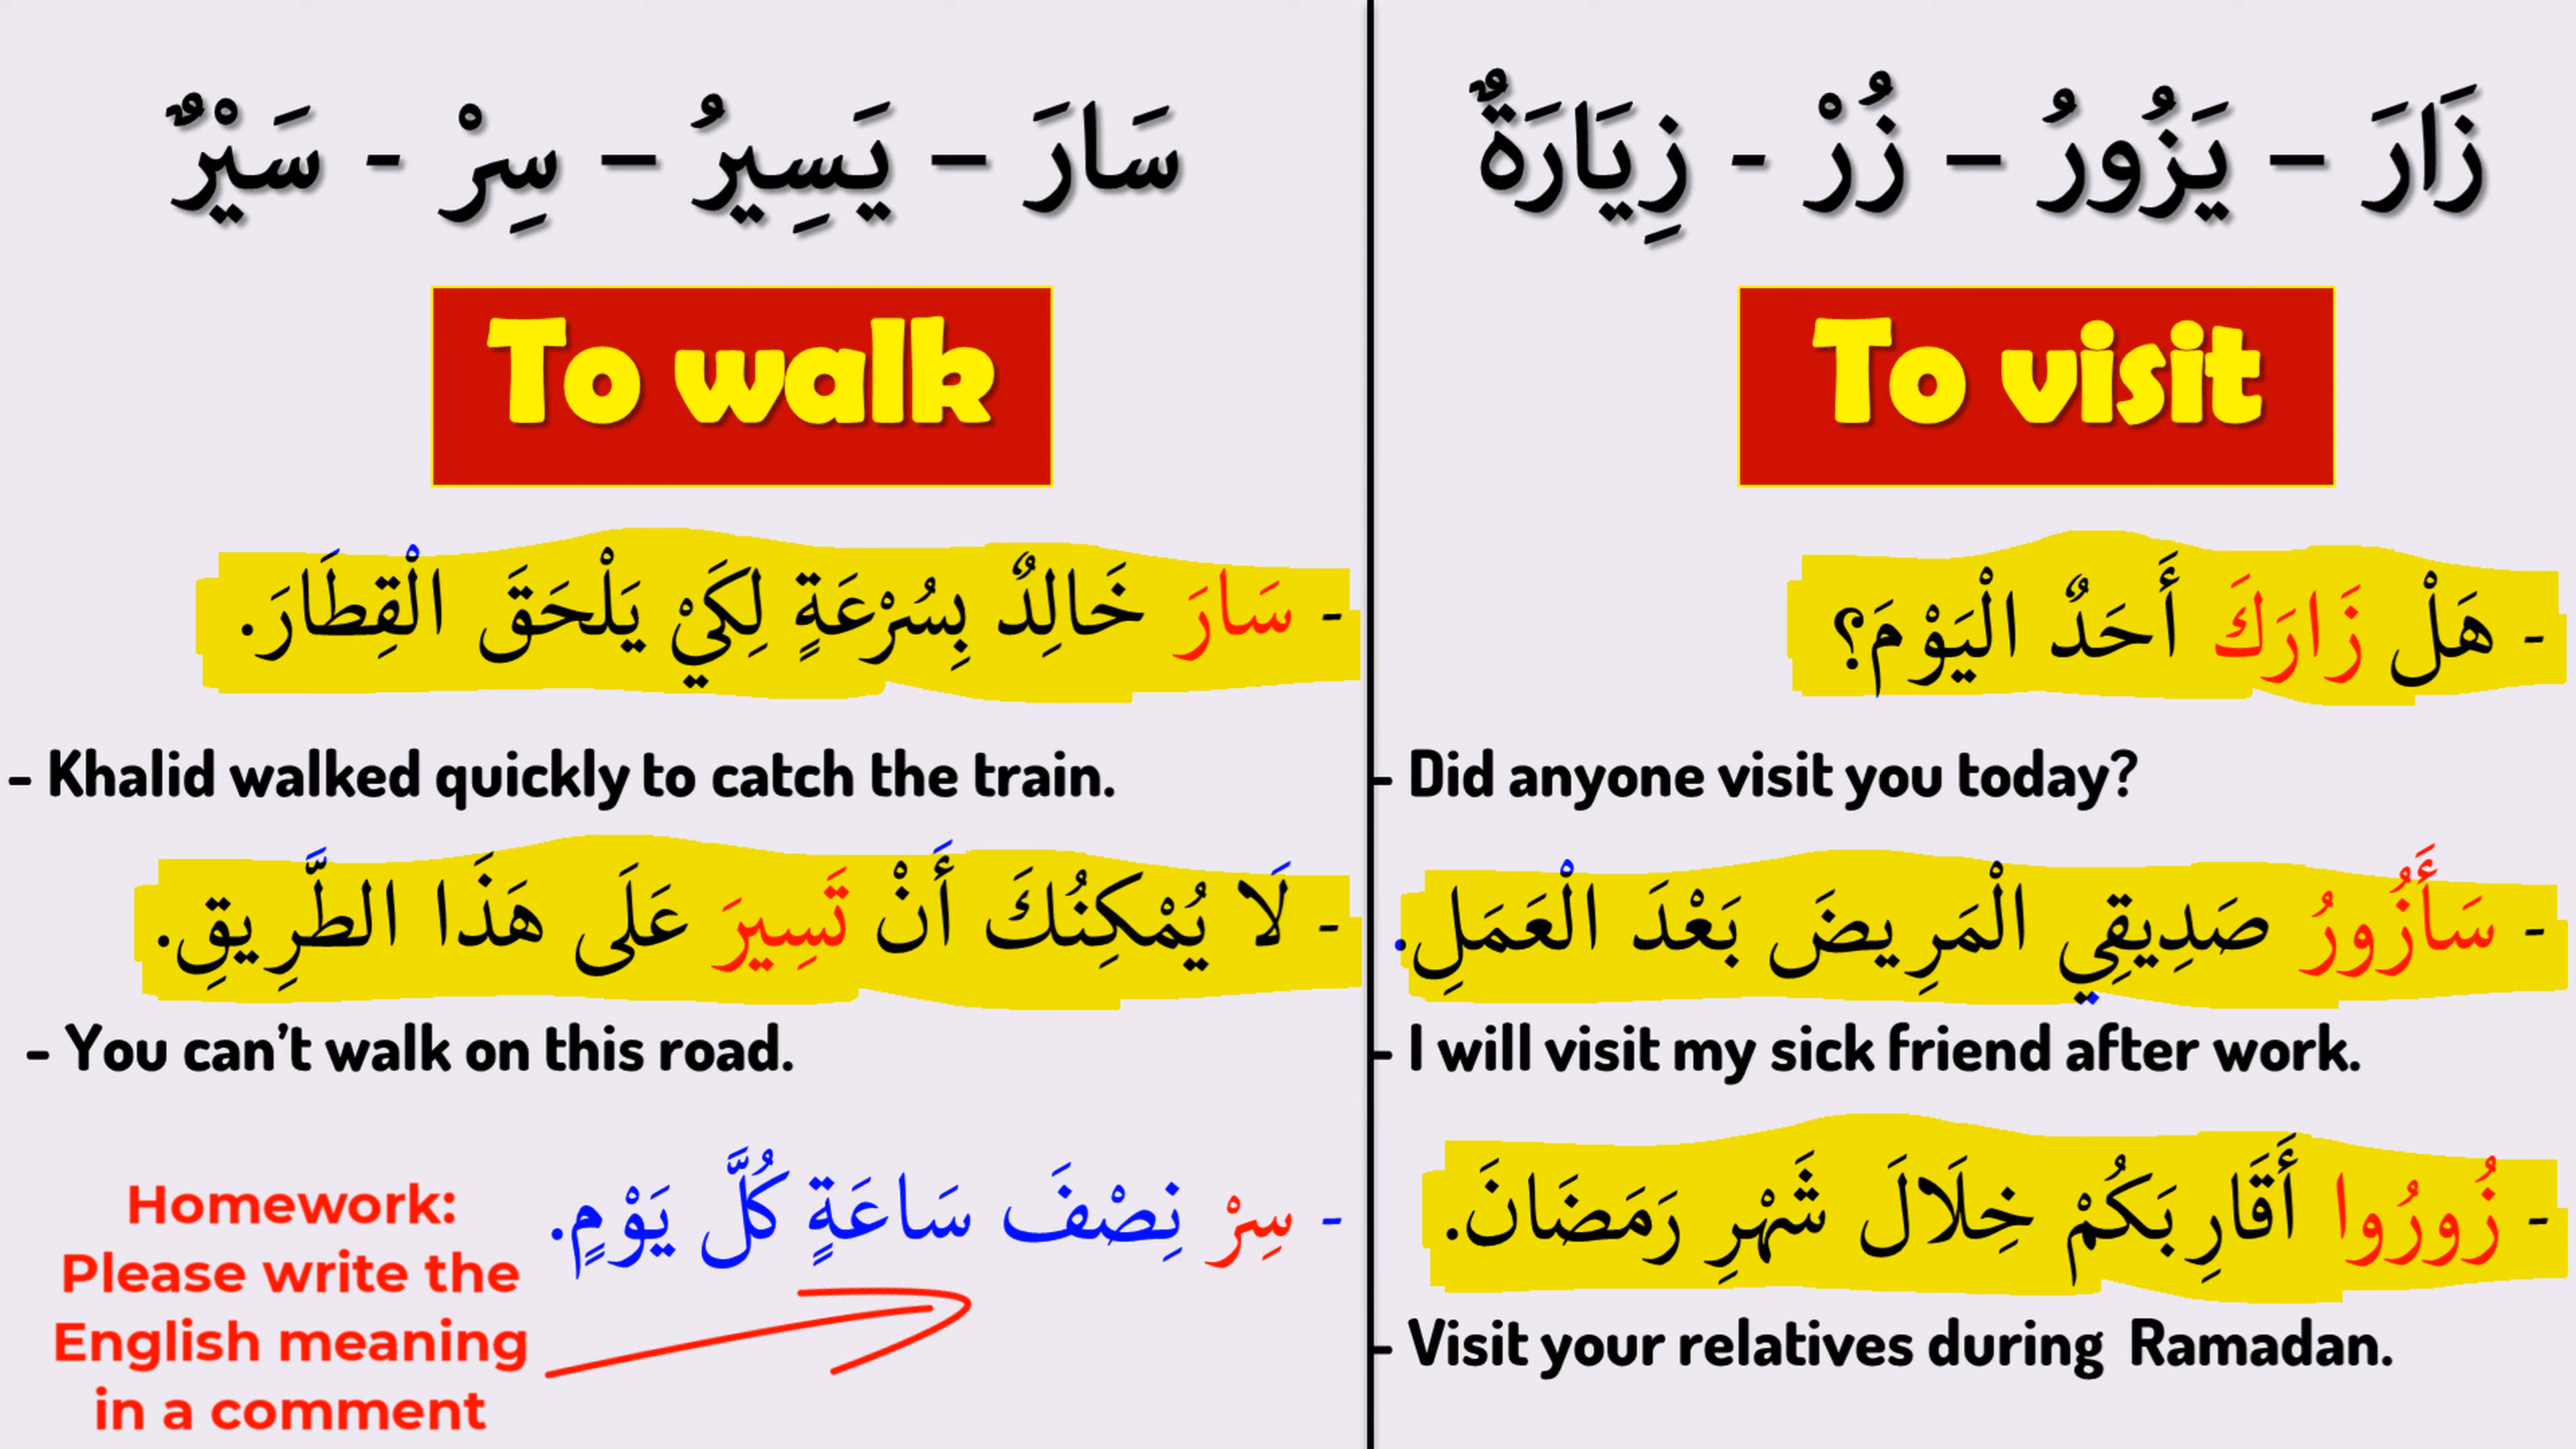 زَارَ – يَزُورُ – زُرْ - زِيَارَةٌ
To visit
- هَلْ زَارَكَ أَحَدٌ الْيَوْمَ؟
- Did anyone visit you today?
- سَأَزُورُ صَدِيقِي الْمَرِيضَ بَعْدَ الْعَمَلِ.
- I will visit my sick friend after work.
- زُورُوا أَقَارِبَكُمْ خِلَالَ شَهْرِ رَمَضَانَ.
- Visit your relatives during Ramadan.
سَارَ – يَسِيرُ – سِرْ - سَيْرٌ
To walk
- سَارَ خَالِدٌ بِسُرْعَةٍ لِكَيْ يَلْحَقَ الْقِطَارَ.
- Khalid walked quickly to catch the train.
- لَا يُمْكِنُكَ أَنْ تَسِيرَ عَلَى هَذَا الطَّرِيقِ.
- You can't walk on this road.
- سِرْ نِصْفَ سَاعَةٍ كُلَّ يَوْمٍ.
Homework:
Please write the
English meaning
in a comment